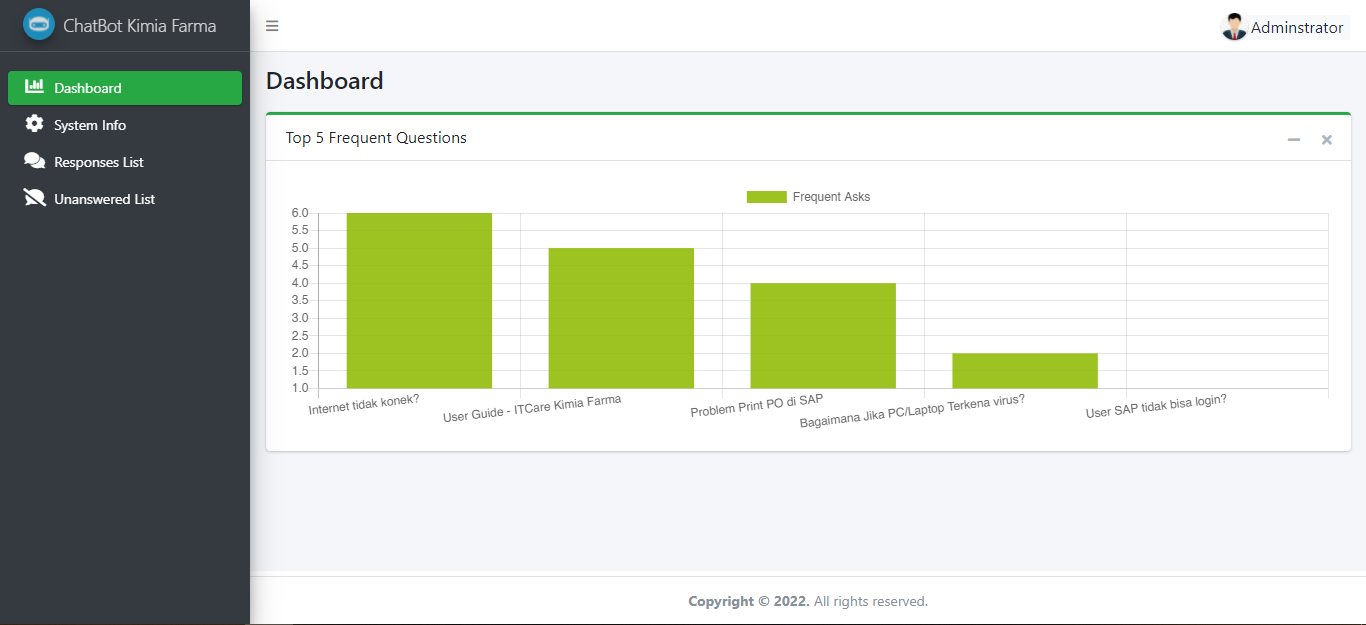 ChatBot Kimia Farma
Adminstrator
Dashboard
System Info
Responses List
Unanswered List
Dashboard
Top 5 Frequent Questions
Frequent Asks
6.0
5.5
5.0
4.5
4.0
3.5
3.0
2.5
2.0
1.5
1.0
Internet tidak konek?
User Guide - ITCare Kimia Farma
Problem Print PO di SAP
Bagaimana Jika PC/Laptop Terkena virus?
User SAP tidak bisa login?
Copyright © 2022. All rights reserved.